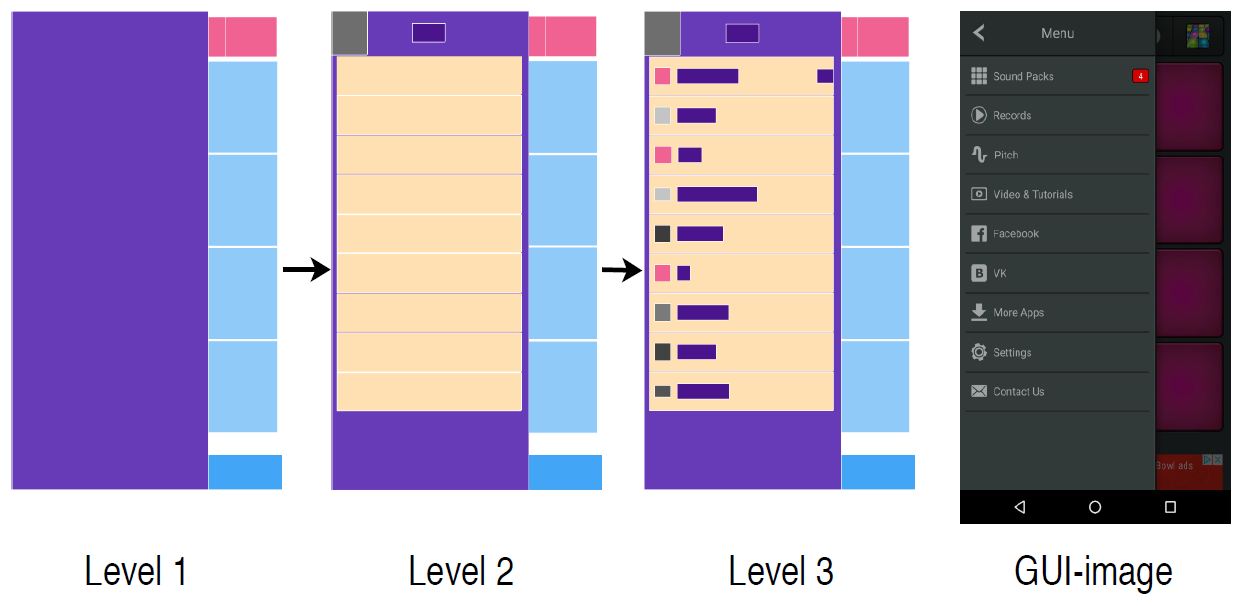 Menu
Sound Packs 4
Records
Pitch
Video & Tutorials
Facebook
B VK
More Apps
Settings
Contact Us
Bowl ads
Level 1 Level 2 Level 3 GUI-image